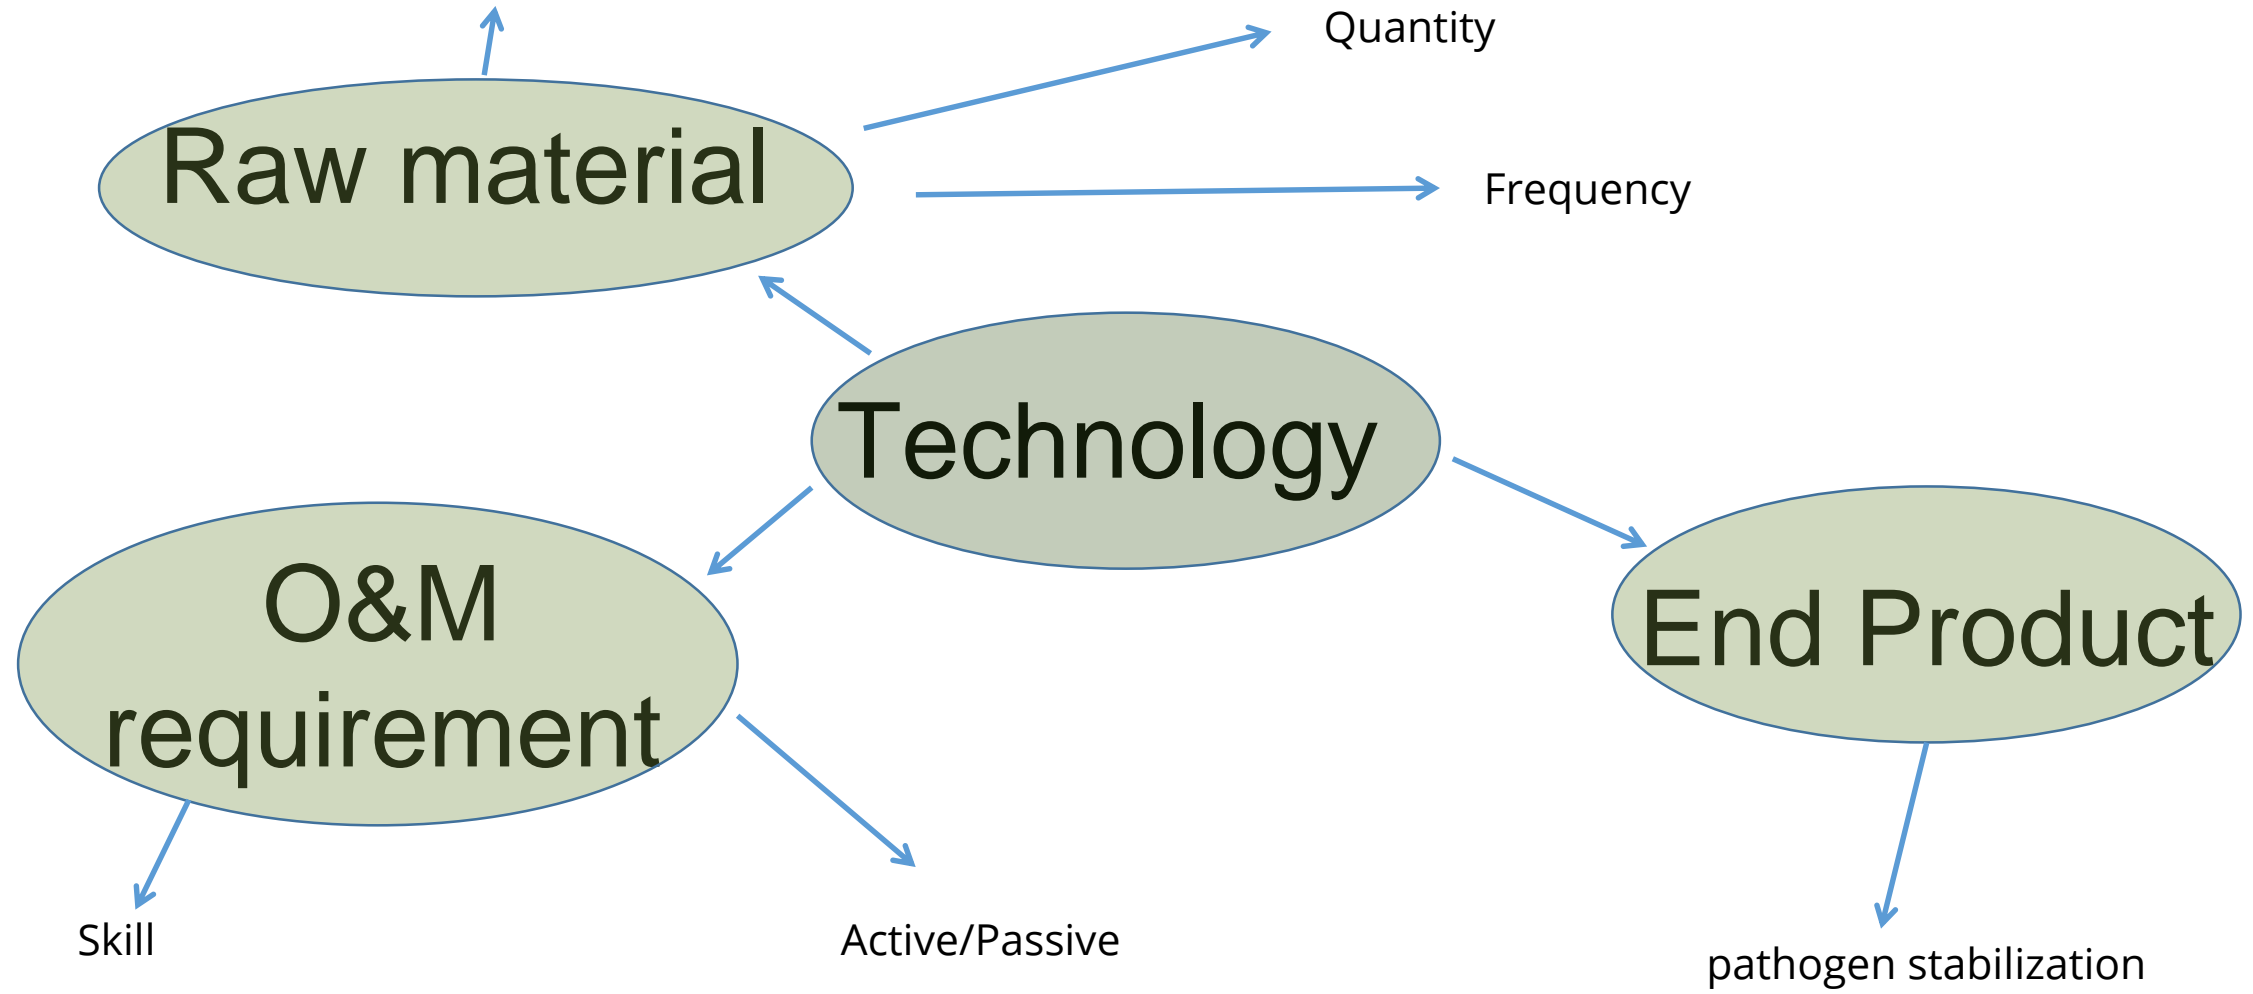 Quantity
Raw material
Frequency
Technology
O&M
requirement
End Product
Skill
Active/Passive
pathogen stabilization